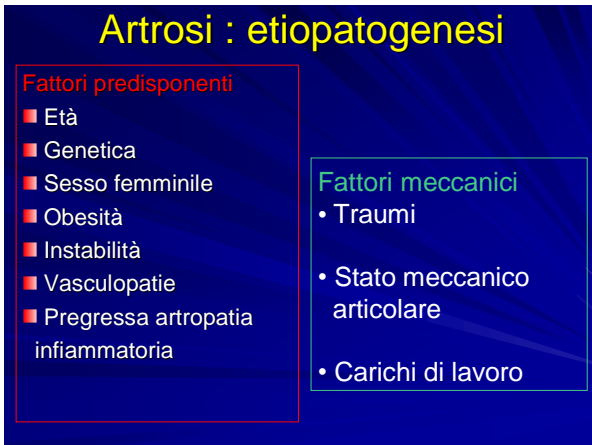 Artrosi : etiopatogenesi
Fattori predisponenti
Età
Genetica
Sesso femminile
Obesità
Instabilità
Vasculopatie
Pregressa artropatia
infiammatoria
Fattori meccanici
• Traumi
• Stato meccanico
articolare
• Carichi di lavoro